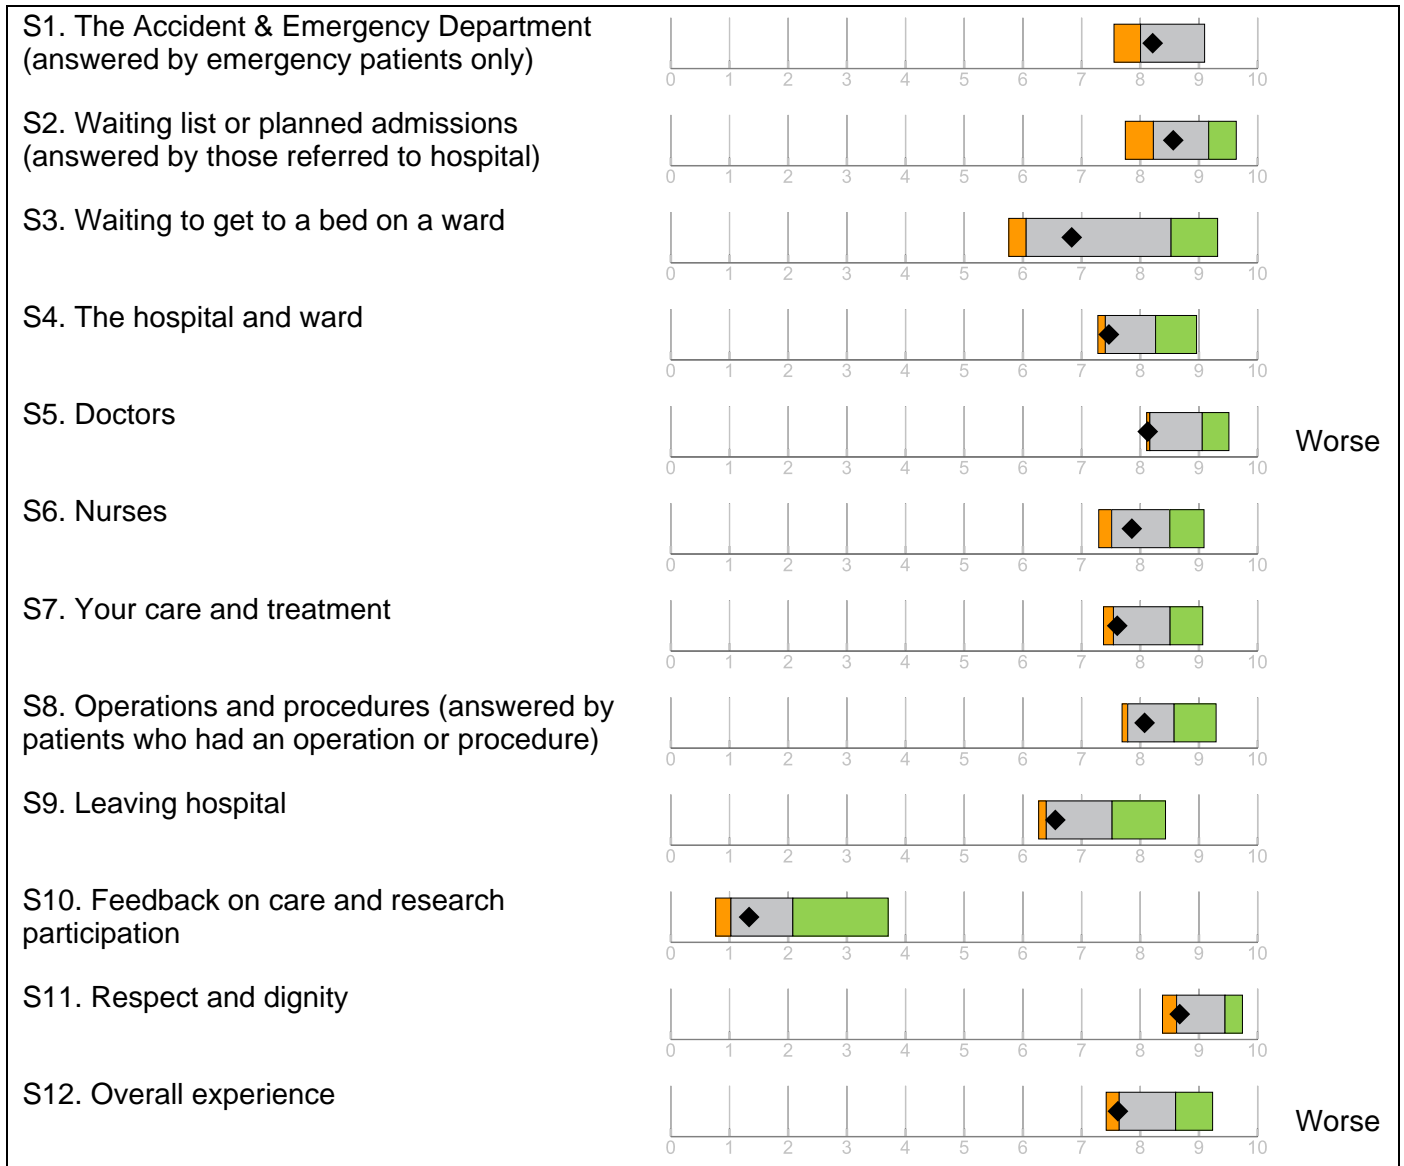 S1. The Accident & Emergency Department
(answered by emergency patients only)
0 1 2 3 4 5 6 7 8 9 10
S2. Waiting list or planned admissions
(answered by those referred to hospital)
0 1 2 3 4 5 6 7 8 9 10
S3. Waiting to get to a bed on a ward
0 1 2 3 4 5 6 7 8 9 10
S4. The hospital and ward
0 1 2 3 4 5 6 7 8 9 10
S5. Doctors
Worse
0 1 2 3 4 5 6 7 8 9 10
S6. Nurses
0 1 2 3 4 5 6 7 8 9 10
S7. Your care and treatment
0 1 2 3 4 5 6 7 8 9 10
S8. Operations and procedures (answered by
patients who had an operation or procedure)
0 1 2 3 4 5 6 7 8 9 10
S9. Leaving hospital
0 1 2 3 4 5 6 7 8 9 10
S10. Feedback on care and research
participation
0 1 2 3 4 5 6 7 8 9 10
S11. Respect and dignity
0 1 2 3 4 5 6 7 8 9 10
S12. Overall experience
Worse
0 1 2 3 4 5 6 7 8 9 10